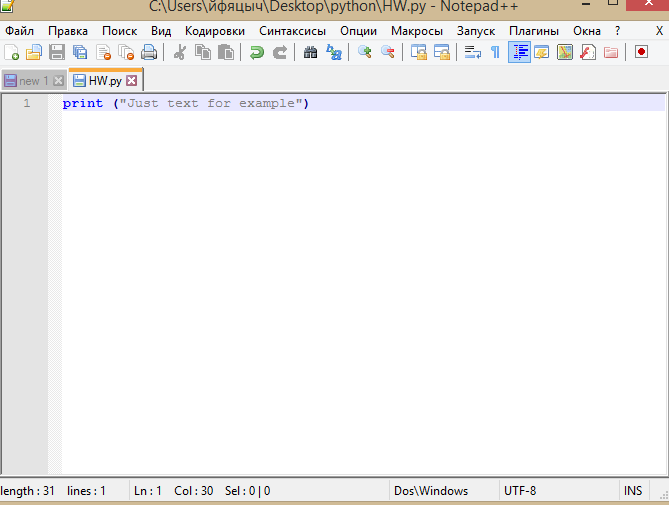 C:\Users\йфяцыч\Desktop\python\HW.py - Notepad++
Файл Правка Поиск Вид Кодировки Синтаксисы Опции Макросы Запуск Плагины Окна ? X
new 1 HW.py
1 print ("Just text for example")
length : 31 lines : 1 Ln : 1 Col : 30 Sel : 0 | 0 Dos\Windows UTF-8 INS